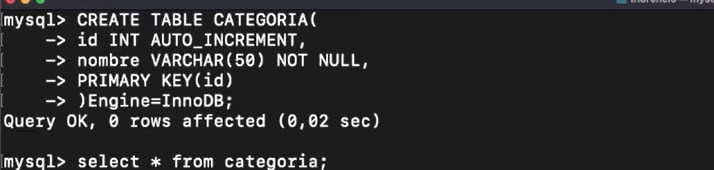 mysql> CREATE TABLE CATEGORIA(
-> id INT AUTO_INCREMENT,
-> nombre VARCHAR(50) NOT NULL,
-> PRIMARY KEY(id)
-> )Engine=InnoDB;
Query OK, 0 rows affected (0,02 sec)
mysql> select * from categoria;